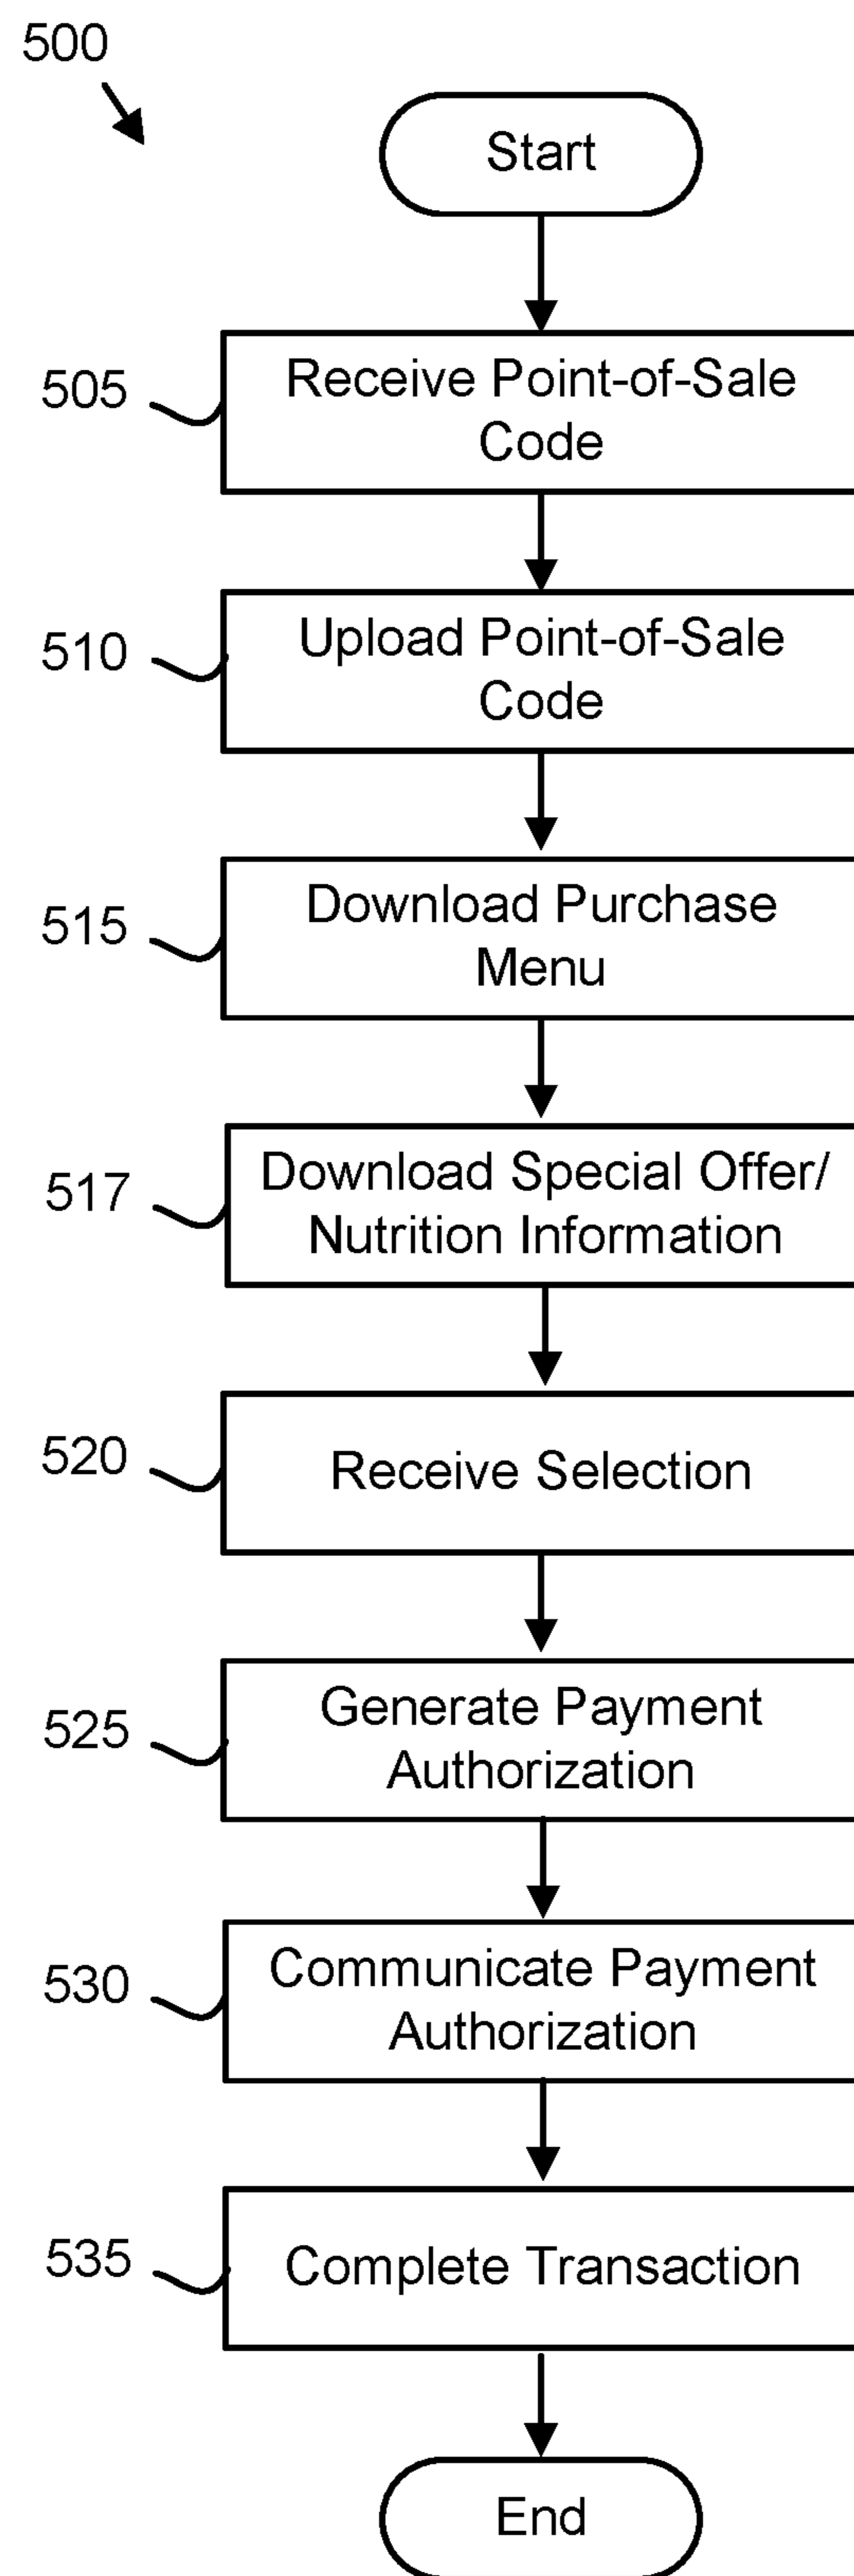 500
Start
505
Receive Point-of-Sale
Code
510
Upload Point-of-Sale
Code
515
Download Purchase
Menu
517
Download Special Offer/
Nutrition Information
520
Receive Selection
525
Generate Payment
Authorization
530
Communicate Payment
Authorization
535
Complete Transaction
End